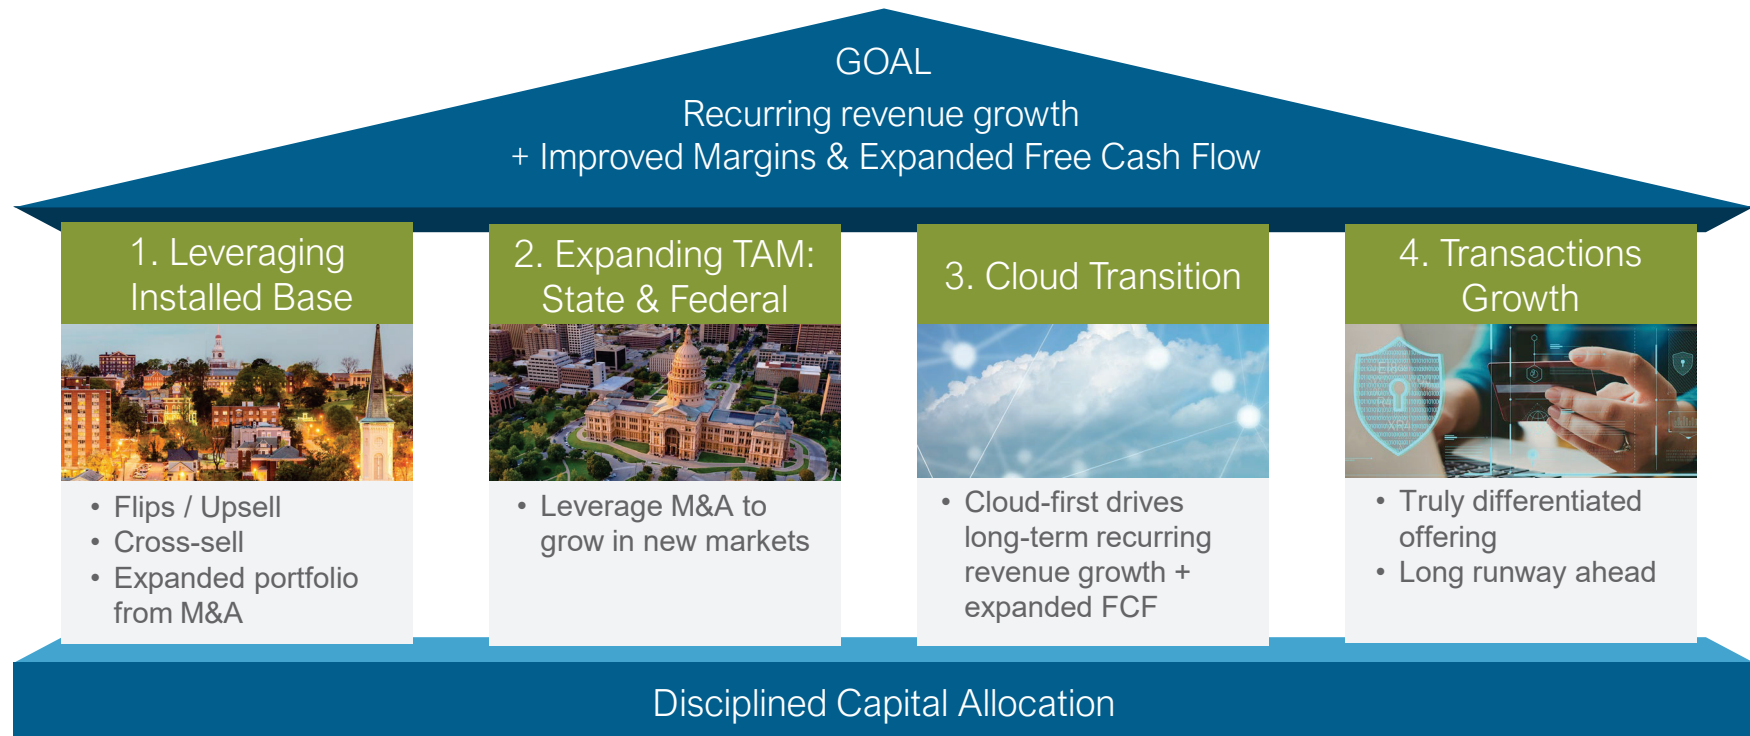 GOAL
Recurring revenue growth
+ Improved Margins & Expanded Free Cash Flow
1. Leveraging
Installed Base
• Flips / Upsell
• Cross-sell
• Expanded portfolio
from M&A
2. Expanding TAM:
State & Federal
• Leverage M&A to
grow in new markets
3. Cloud Transition
• Cloud-first drives
long-term recurring
revenue growth +
expanded FCF
4. Transactions
Growth
• Truly differentiated
offering
• Long runway ahead
Disciplined Capital Allocation